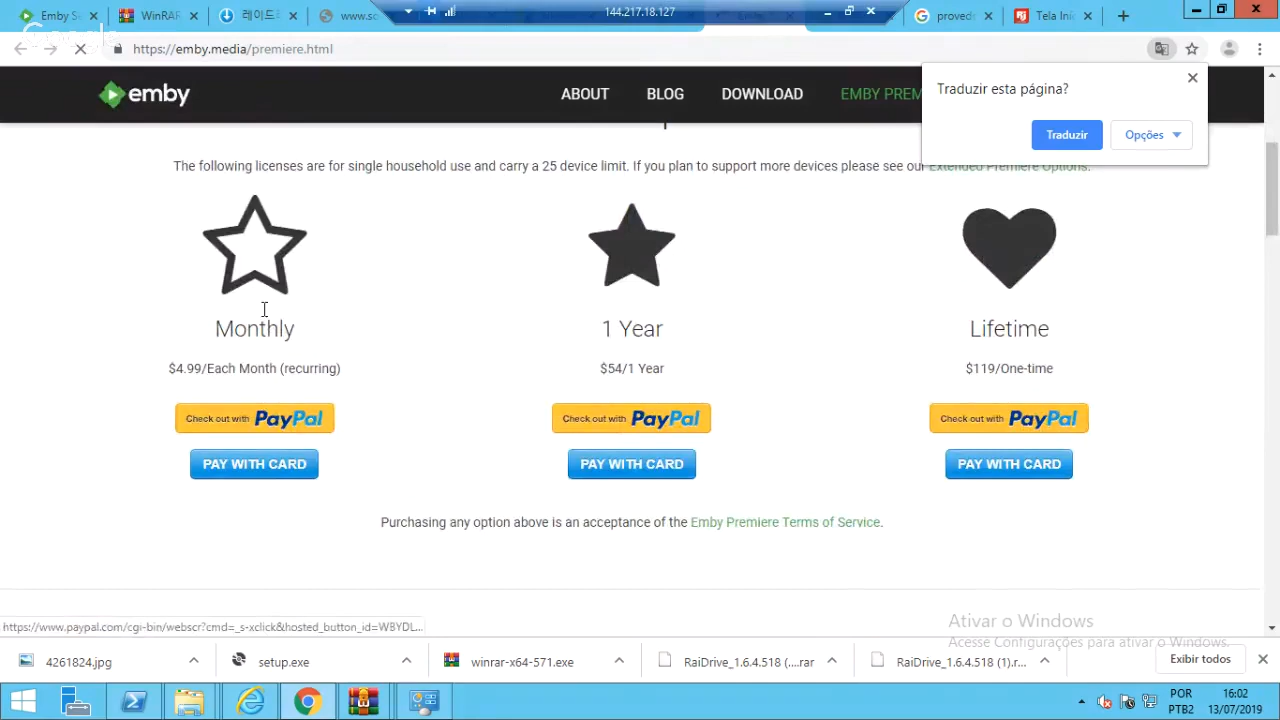 Emby Se
WinRAR
레이드드
www.sc
144.217.18.127
provede
Tela Inic
https://emby.media/premiere.html
emby
ABOUT
BLOG
DOWNLOAD
EMBY PREM
Traduzir esta página?
Traduzir
Opções
The following licenses are for single household use and carry a 25 device limit. If you plan to support more devices please see our Extended Premiere Options.
Monthly
1 Year
Lifetime
$4.99/Each Month (recurring)
$54/1 Year
$119/One-time
Check out with PayPal
Check out with PayPal
Check out with PayPal
PAY WITH CARD
PAY WITH CARD
PAY WITH CARD
Purchasing any option above is an acceptance of the Emby Premiere Terms of Service.
https://www.paypal.com/cgi-bin/webscr?cmd=_s-xclick&hosted_button_id=WBYDL...
Ativar o Windows
Acesse Configurações para ativar o Windows.
4261824.jpg
setup.exe
winrar-x64-571.exe
RaiDrive_1.6.4.518 (....rar
RaiDrive_1.6.4.518 (1).r...
Exibir todos
POR
PTB2
16:02
13/07/2019